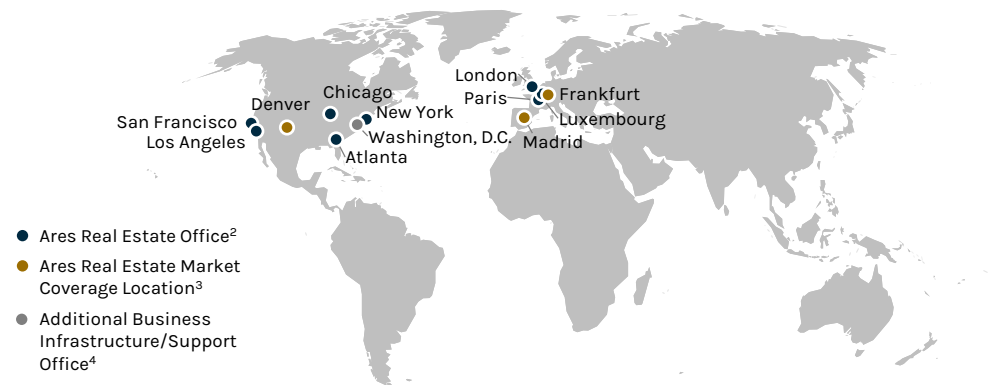 London
Paris
Frankfurt
Luxembourg
Madrid
Chicago
Denver
New York
San Francisco
Washington, D.C.
Los Angeles
Atlanta
Ares Real Estate Office²
Ares Real Estate Market
Coverage Location³
Additional Business
Infrastructure/Support
Office⁴